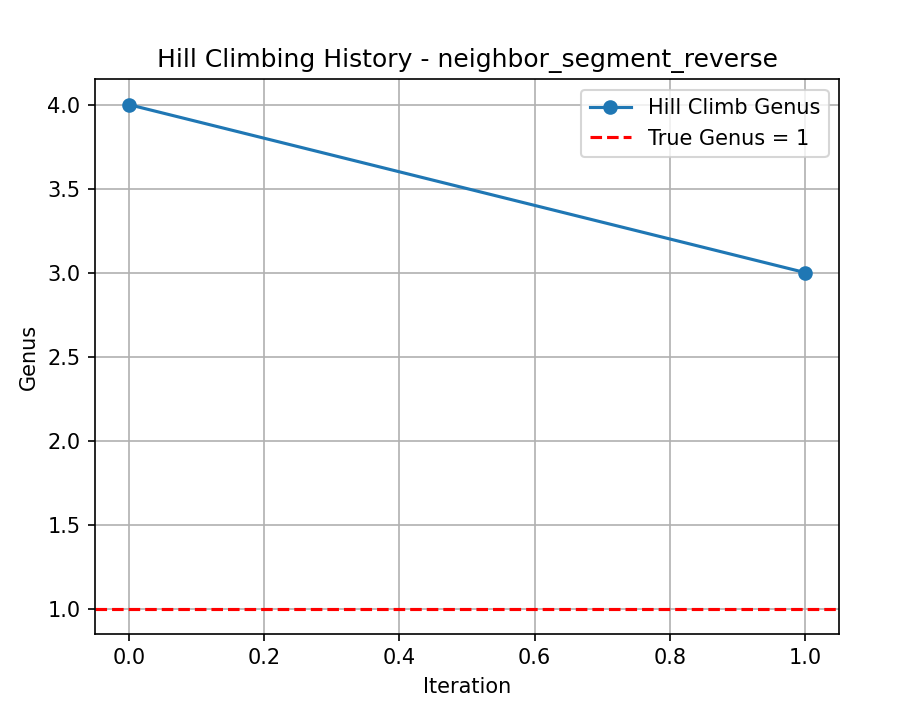 Hill Climbing History - neighbor_segment_reverse
Hill Climb Genus
True Genus = 1
4.0
3.5
3.0
2.5
2.0
1.5
1.0
Genus
0.0 0.2 0.4 0.6 0.8 1.0
Iteration